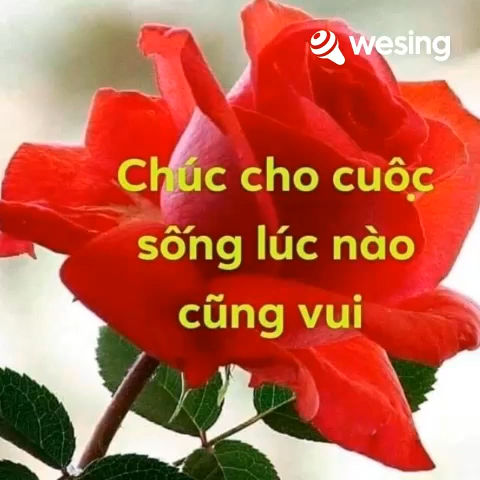 wesing
Chúc cho cuộc
sống lúc nào
cũng vui